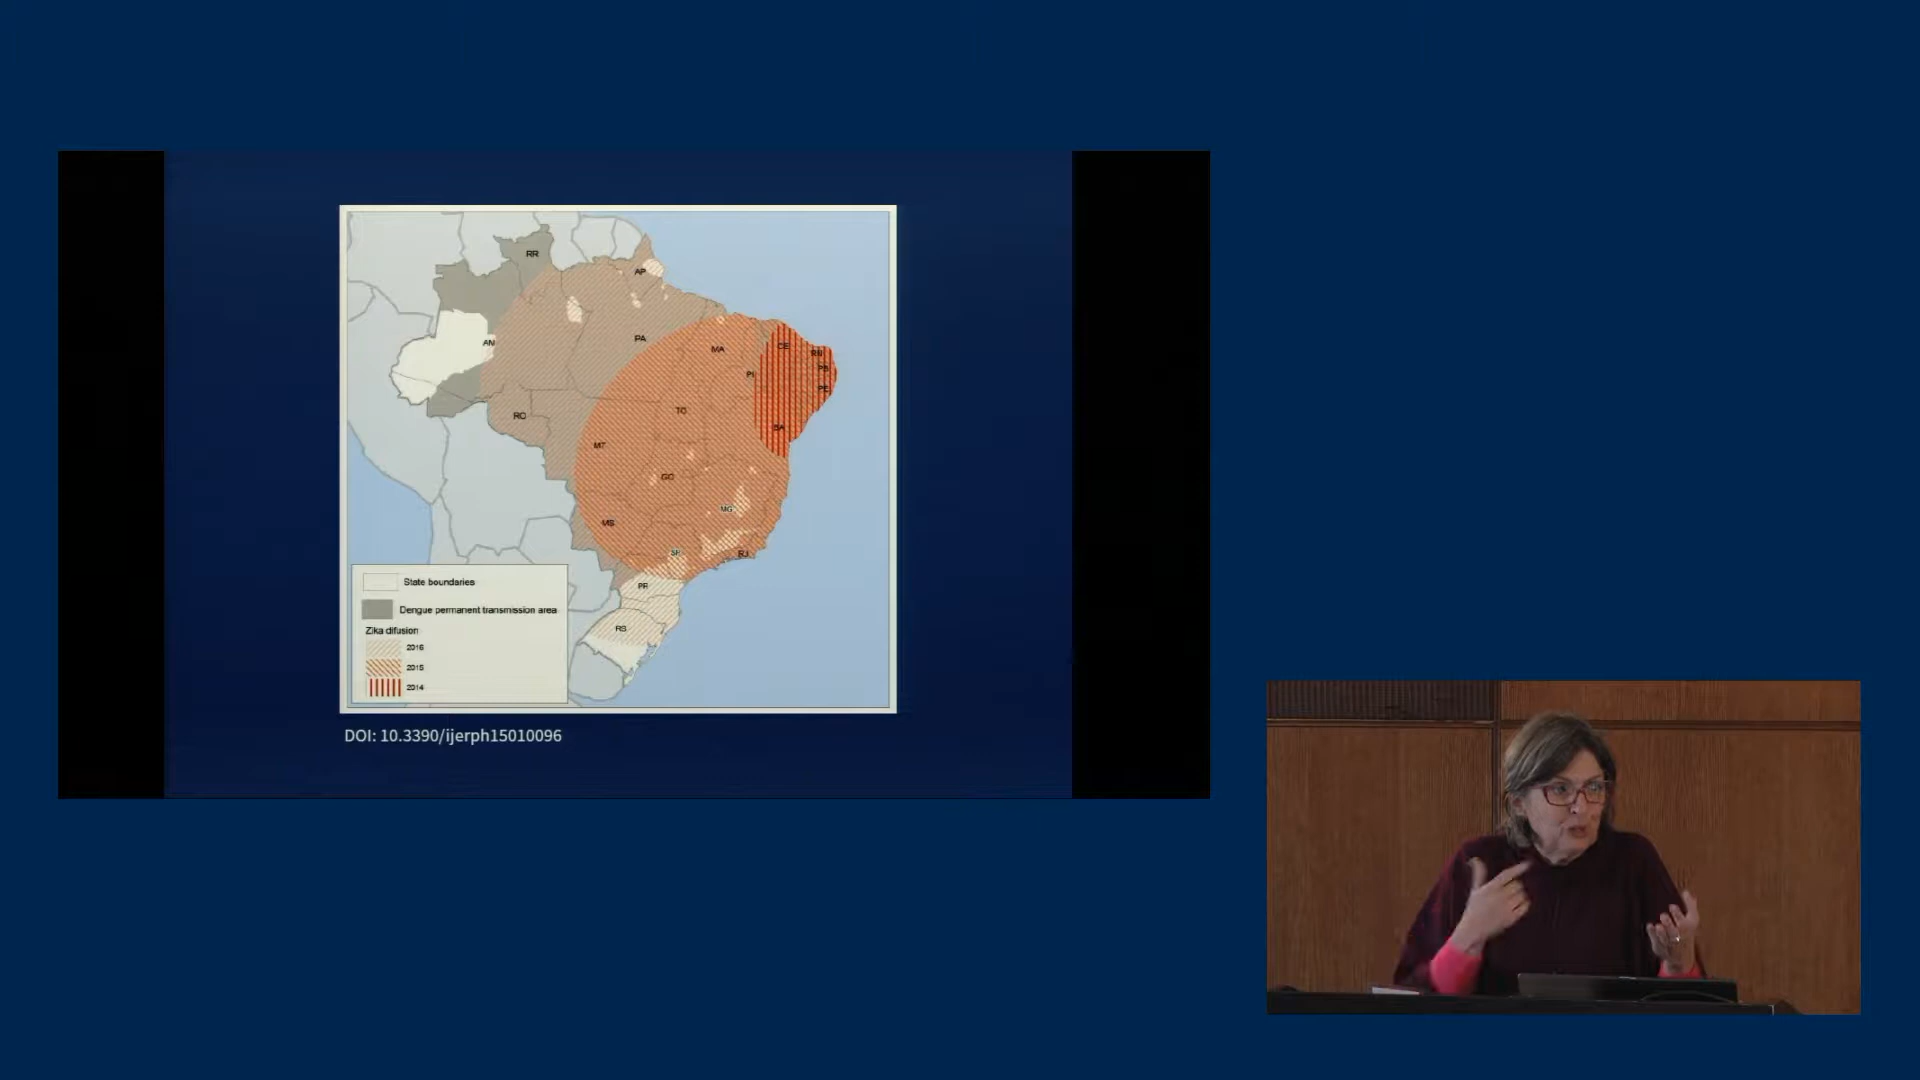 RR
AP
AN
PA
MA
CE
RN
PB
PI
PE
RO
TO
BA
MT
GO
MS
MG
SP
RJ
PR
RS
State boundaries
Dengue permanent transmission area
Zika difusion
2016
2015
2014
DOI: 10.3390/ijerph15010096